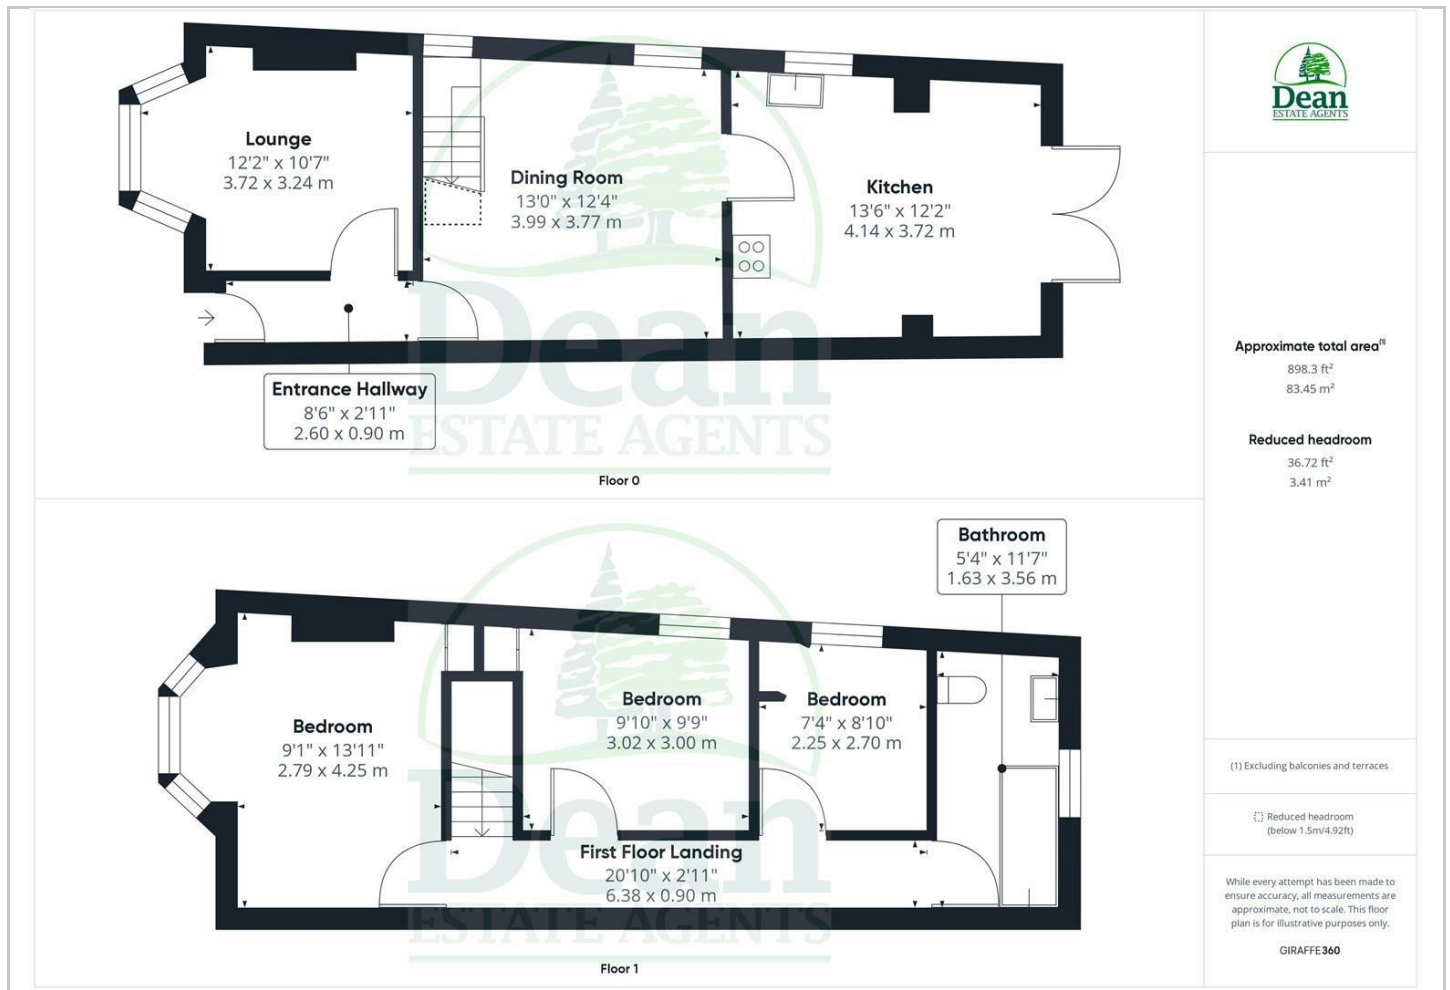 Lounge
12'2" x 10'7"
3.72 x 3.24 m
Dining Room
13'0" x 12'4"
3.99 x 3.77 m
Kitchen
13'6" x 12'2"
4.14 x 3.72 m
Entrance Hallway
8'6" x 2'11"
2.60 x 0.90 m
Dean
ESTATE AGENTS
Floor 0
Bathroom
5'4" x 11'7"
1.63 x 3.56 m
Bedroom
9'1" x 13'11"
2.79 x 4.25 m
Bedroom
9'10" x 9'9"
3.02 x 3.00 m
Bedroom
7'4" x 8'10"
2.25 x 2.70 m
First Floor Landing
20'10" x 2'11"
6.38 x 0.90 m
Dean
ESTATE AGENTS
Floor 1
Dean
ESTATE AGENTS
Approximate total area⁽¹⁾
898.3 ft²
83.45 m²
Reduced headroom
36.72 ft²
3.41 m²
(1) Excluding balconies and terraces
Reduced headroom
(below 1.5m/4.92ft)
While every attempt has been made to
ensure accuracy, all measurements are
approximate, not to scale. This floor
plan is for illustrative purposes only.
GIRAFFE360